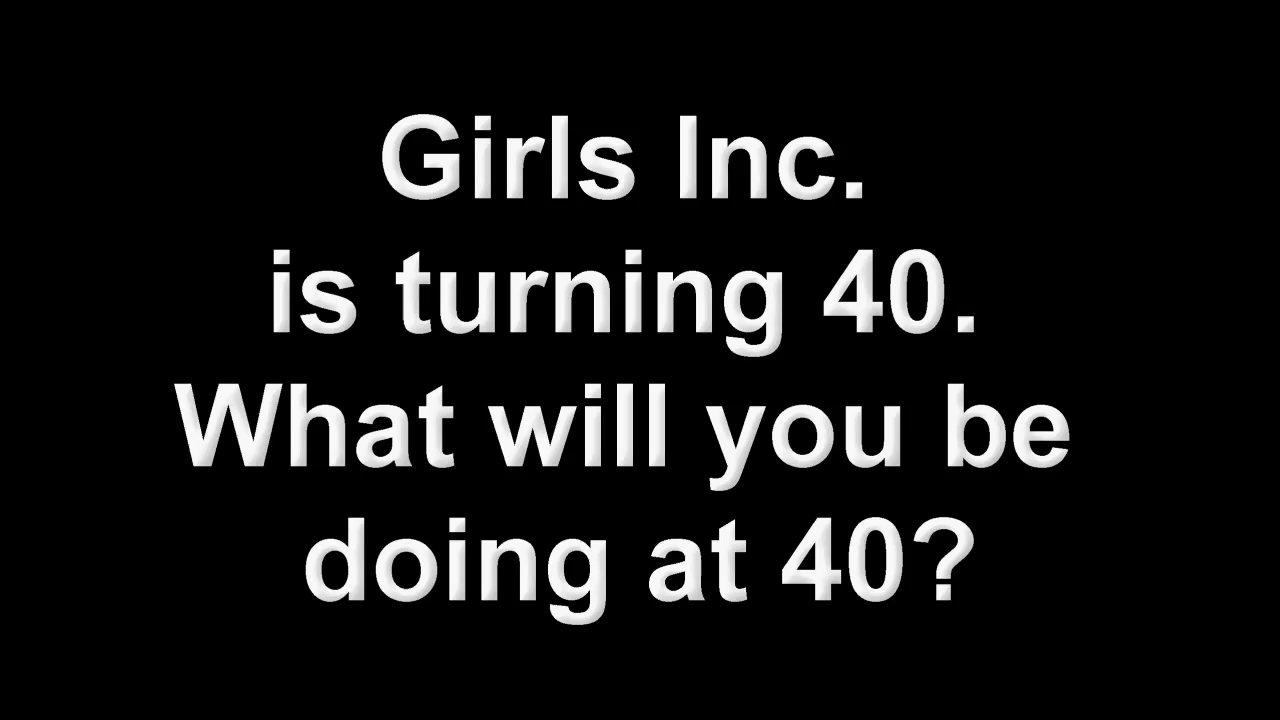 Girls Inc.
is turning 40.
What will you be
doing at 40?